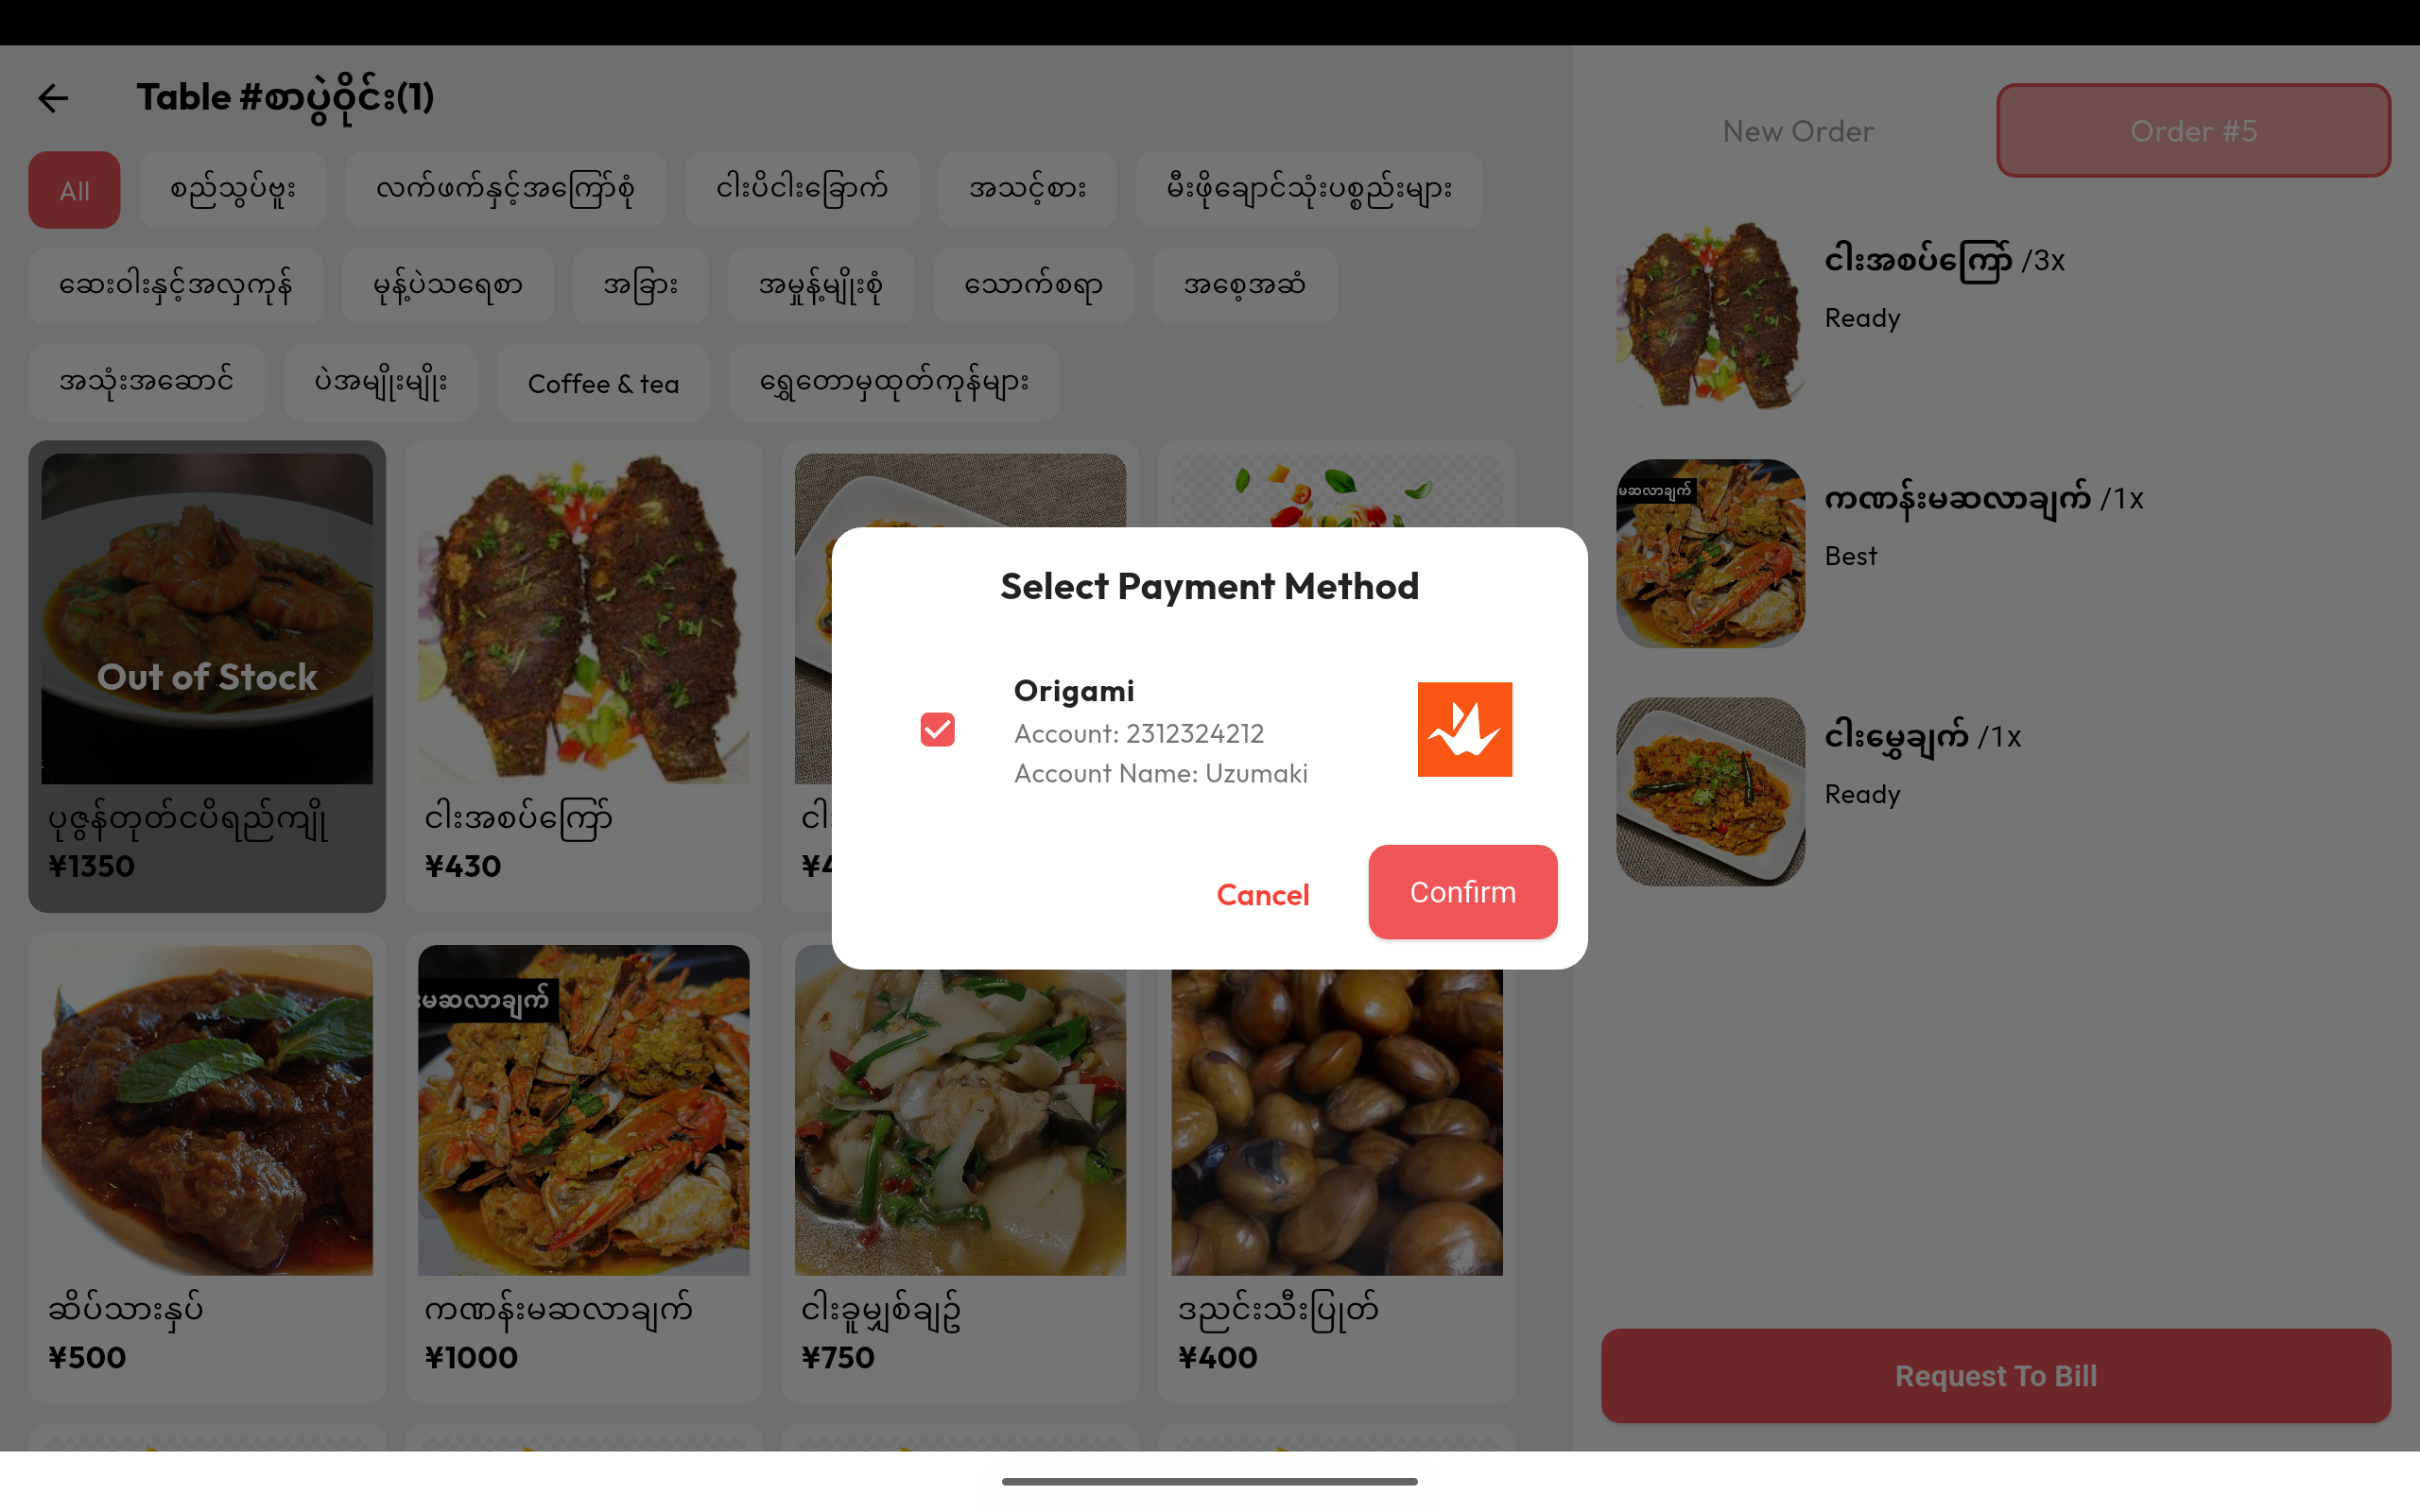 Table #စာပွဲဝိုင်း(1)
All
စည်သွပ်ဗူး
လက်ဖက်နှင့်အကြော်စုံ
ငါးပိငါးခြောက်
အသင့်စား
မီးဖိုချောင်သုံးပစ္စည်းများ
ဆေးဝါးနှင့်အလှကုန်
မုန့်ပဲသရေစာ
အခြား
အမှုန့်မျိုးစုံ
သောက်စရာ
အစေ့အဆံ
အသုံးအဆောင်
ပဲအမျိုးမျိုး
Coffee & tea
ရွှေတောမှထုတ်ကုန်များ
Out of Stock
ပုဇွန်တုတ်ငပိရည်ကျို
¥1350
ငါးအစပ်ကြော်
¥430
Select Payment Method
Origami
Account: 2312324212
Account Name: Uzumaki
Cancel
Confirm
ဆိပ်သားနှပ်
¥500
းမဆလာချက်
ကဏန်းမဆလာချက်
¥1000
ငါးခူမျှစ်ချဉ်
¥750
ဒညင်းသီးပြုတ်
¥400
New Order
Order #5
ငါးအစပ်ကြော် /3x
Ready
မဆလာချက်
ကဏန်းမဆလာချက် /1x
Best
ငါးမွှေချက် /1x
Ready
Request To Bill